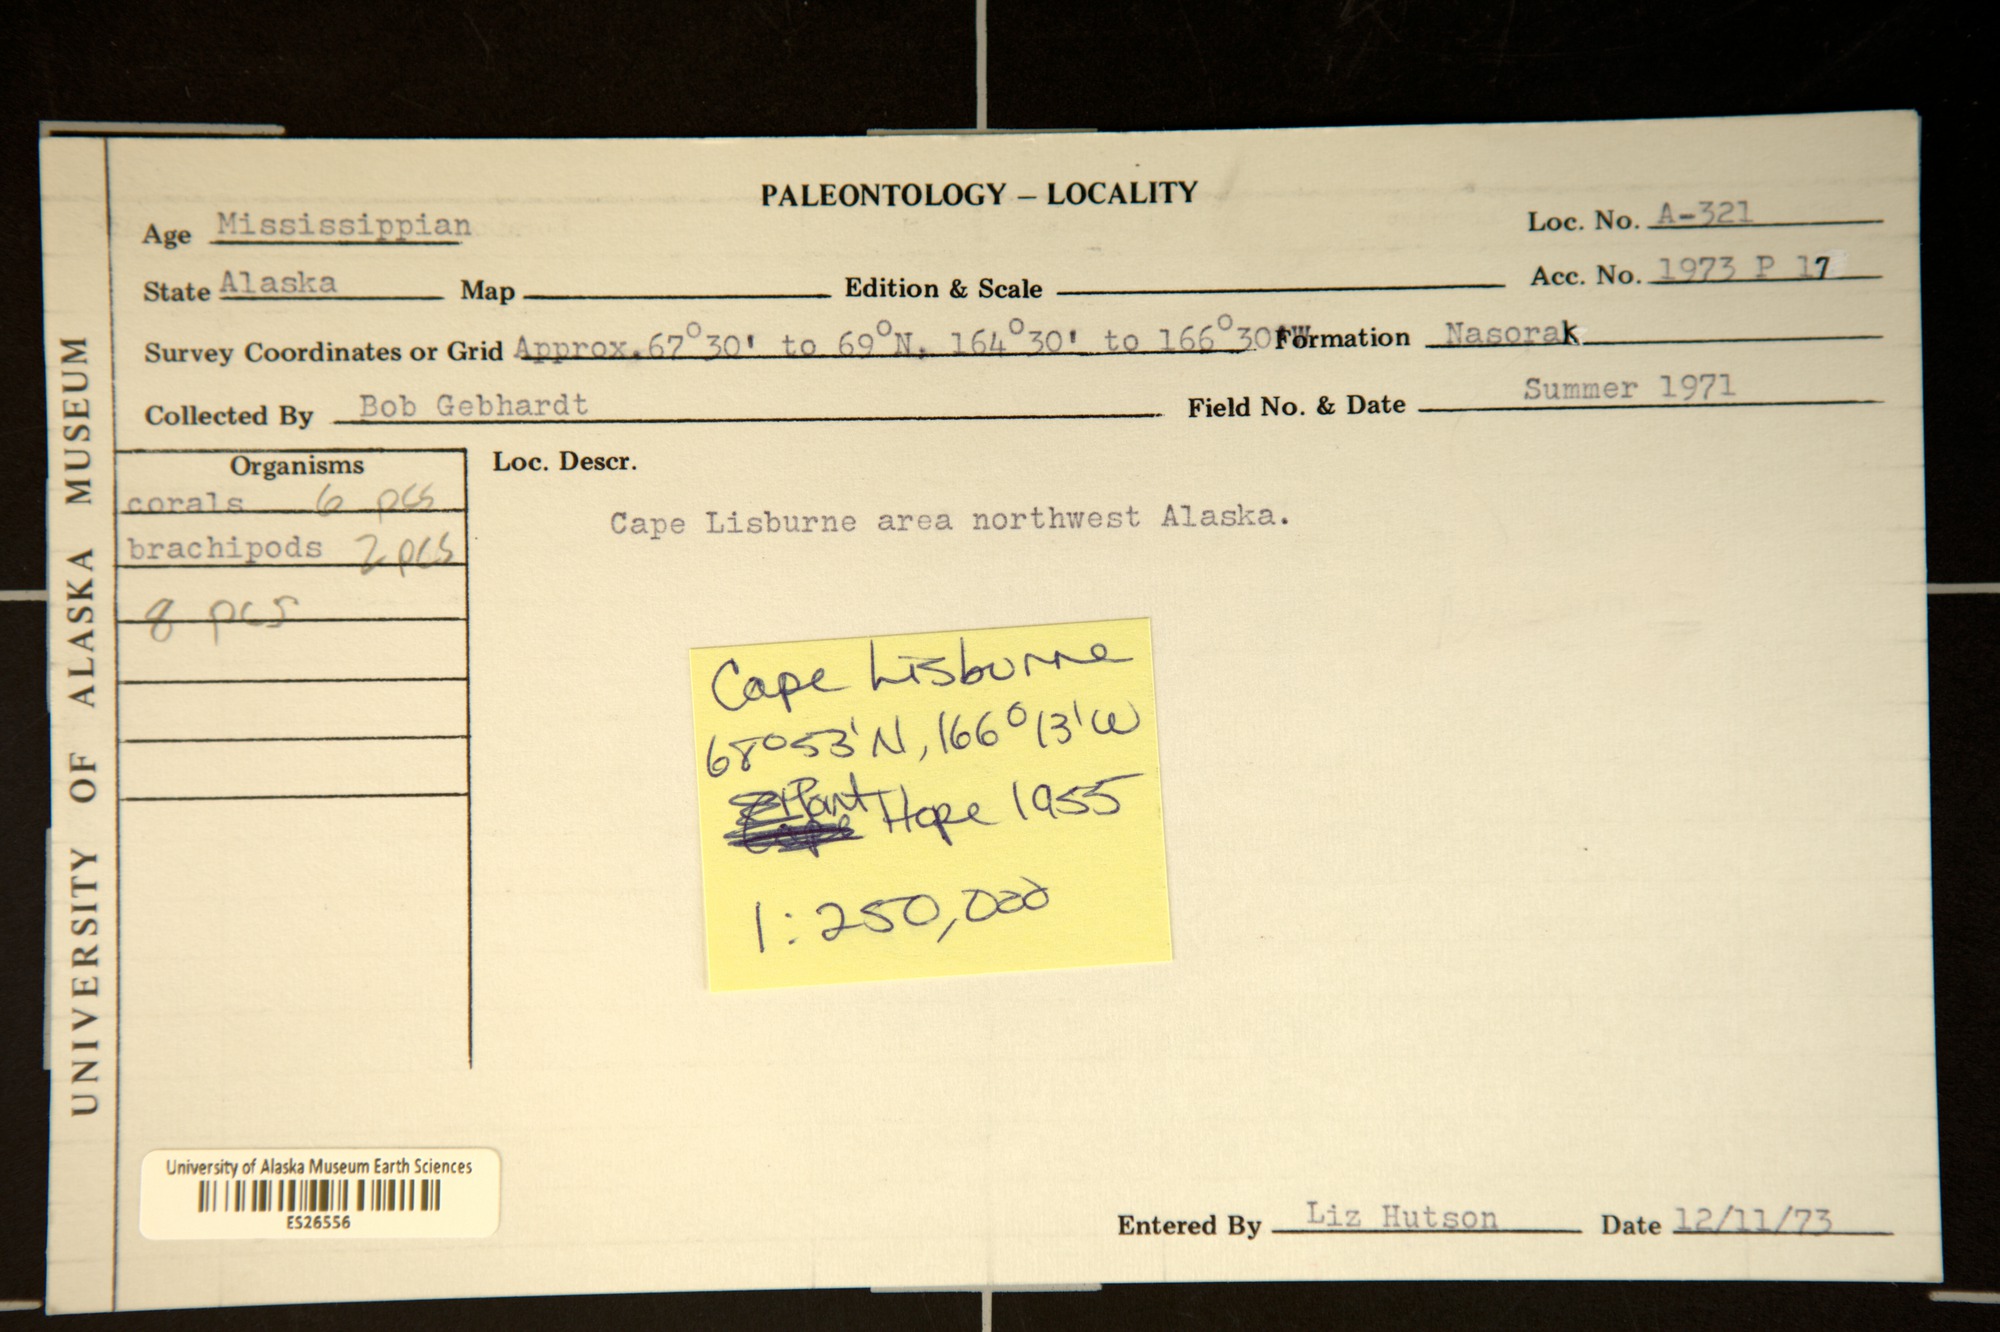 PALEONTOLOGY – LOCALITY
Age Mississippian
Loc. No. A-321
State Alaska Map Edition & Scale
Acc. No. 1973 P 17
Survey Coordinates or Grid Approx.67°30' to 69°N. 164°30' to 166°30'W
Formation Nasorak
Collected By Bob Gebhardt
Field No. & Date Summer 1971
Organisms
corals 6 pcs
brachipods 2 pcs
8 pcs
Loc. Descr.
Cape Lisburne area northwest Alaska.
Cape Lisburne
68°53'N, 166°13'W
Point Hope 1955
1:250,000
UNIVERSITY OF ALASKA MUSEUM
University of Alaska Museum Earth Sciences
ES26556
Entered By Liz Hutson Date 12/11/73